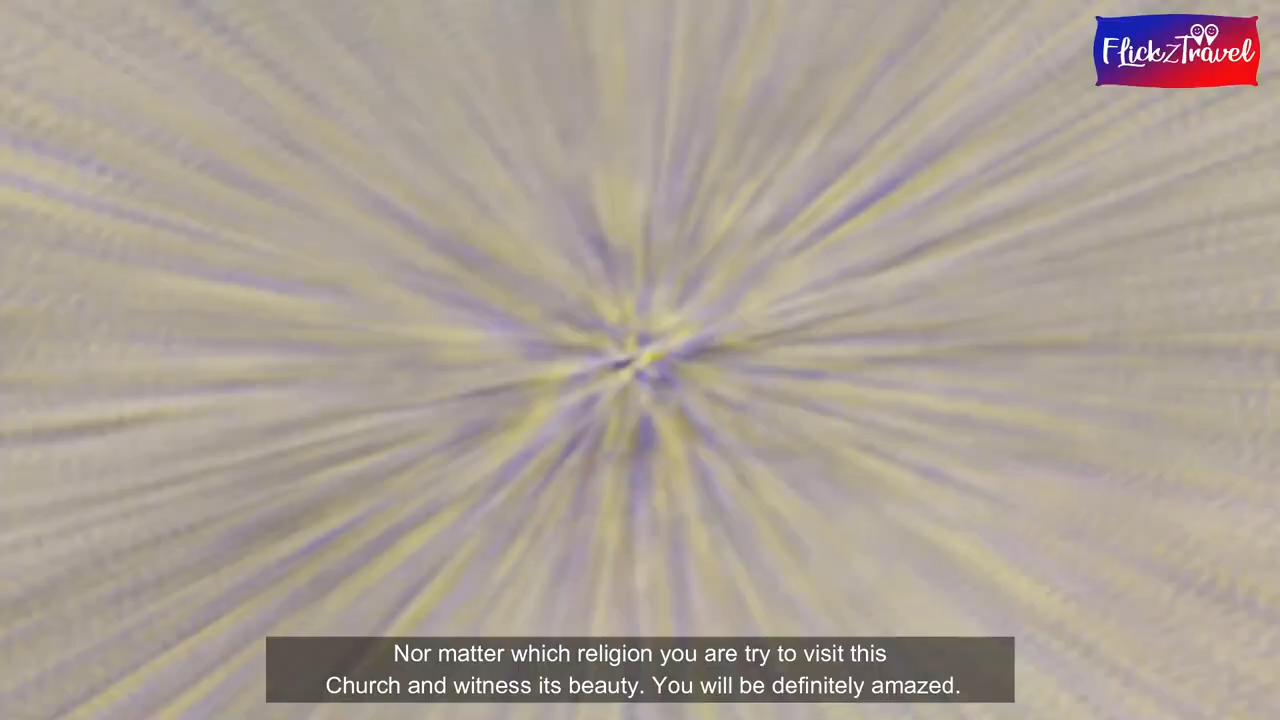 FLickzTravel
Nor matter which religion you are try to visit this
Church and witness its beauty. You will be definitely amazed.